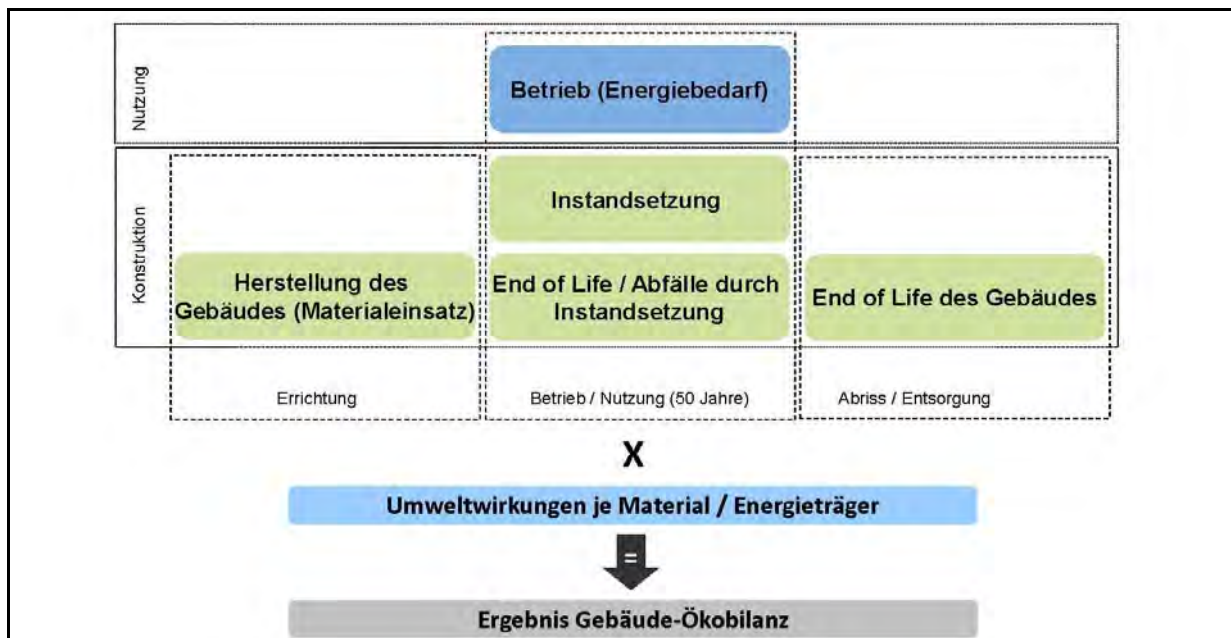 Nutzung
Betrieb (Energiebedarf)
Konstruktion
Instandsetzung
Herstellung des
Gebäudes (Materialeinsatz)
End of Life / Abfälle durch
Instandsetzung
End of Life des Gebäudes
Errichtung
Betrieb / Nutzung (50 Jahre)
Abriss / Entsorgung
X
Umweltwirkungen je Material / Energieträger
=
Ergebnis Gebäude-Ökobilanz